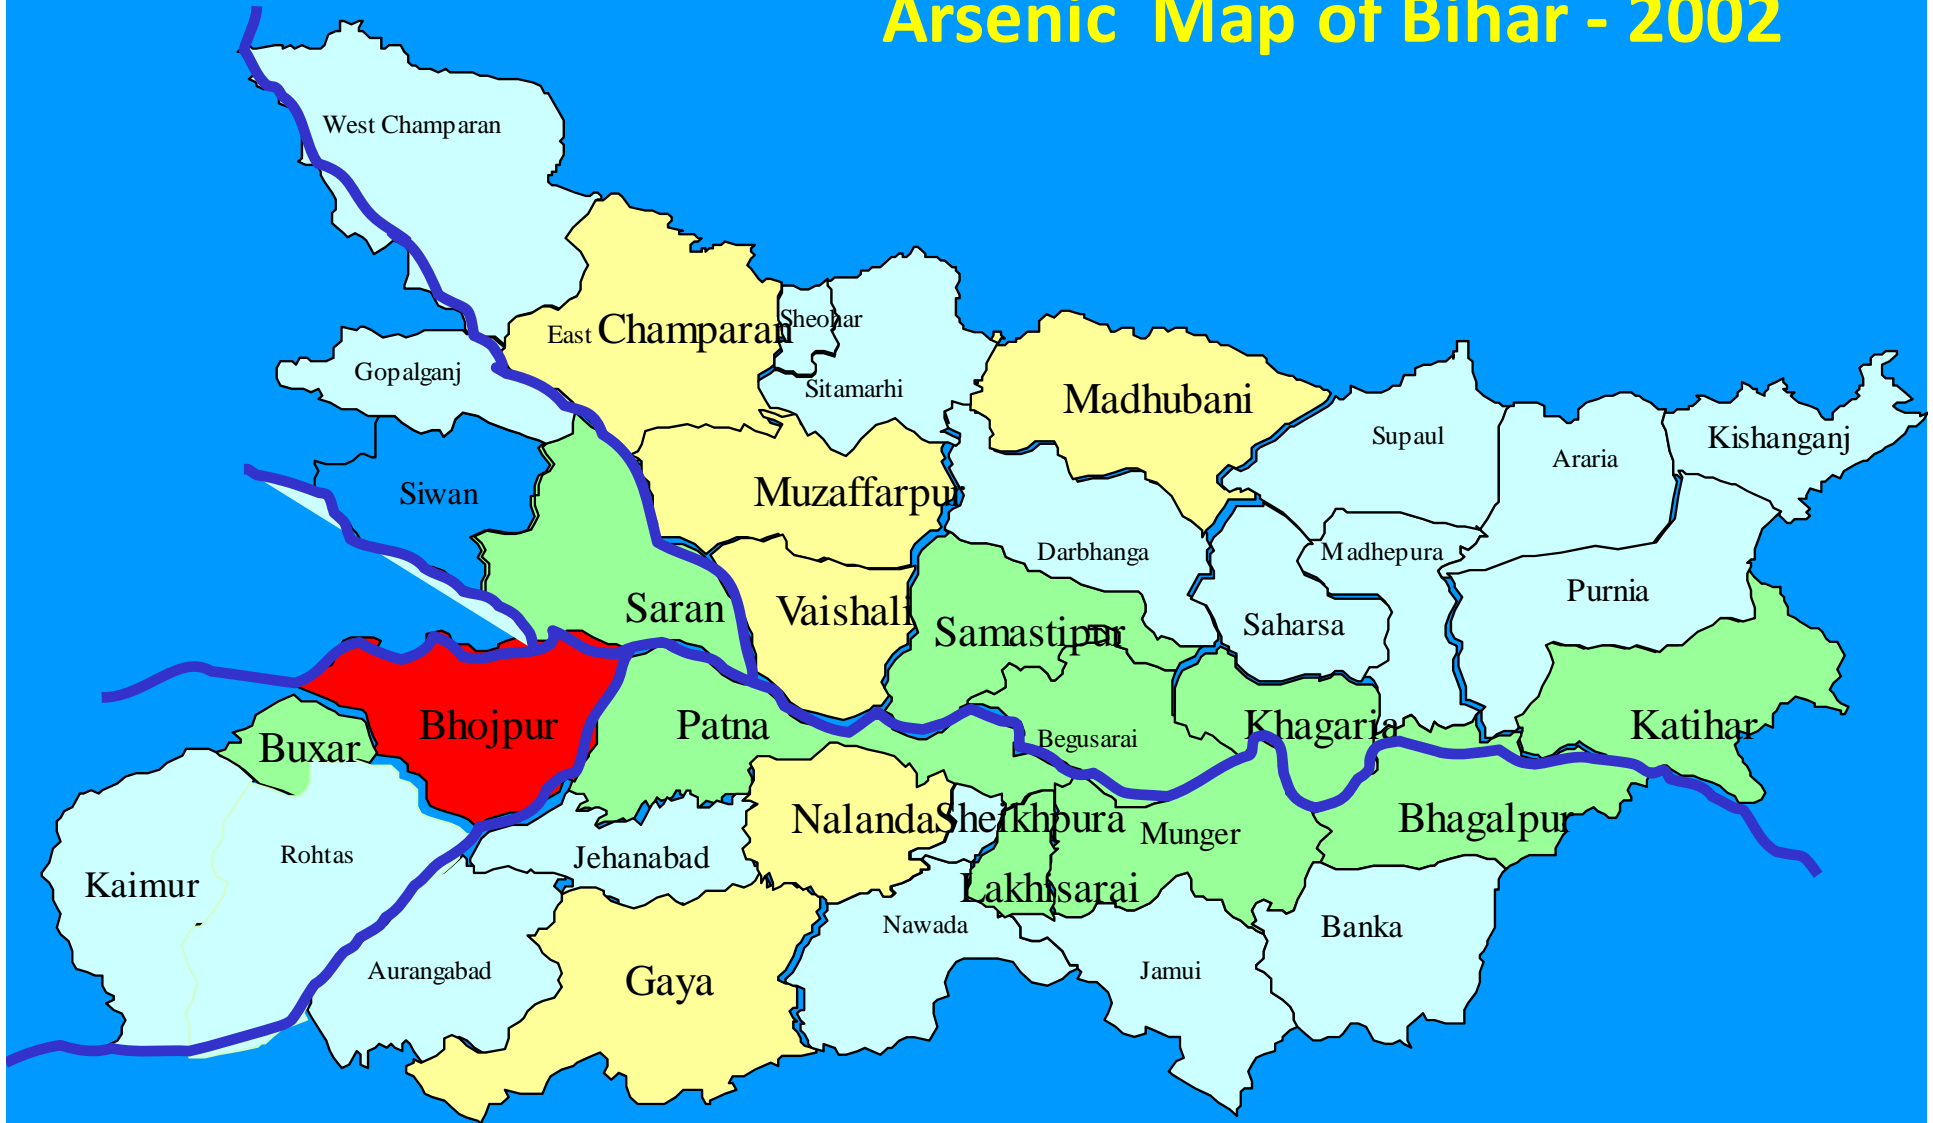 Arsenic Map of Bihar - 2002
West Champaran
East Champaran
Sheohar
Gopalganj
Sitamarhi
Madhubani
Supaul
Kishanganj
Araria
Siwan
Muzaffarpur
Darbhanga
Madhepura
Purnia
Saran
Vaishali
Samastipur
Saharsa
Bhojpur
Patna
Khagaria
Katihar
Buxar
Begusarai
Nalanda
Sheikhpura
Munger
Bhagalpur
Rohtas
Jehanabad
Kaimur
Lakhisarai
Nawada
Banka
Aurangabad
Gaya
Jamui